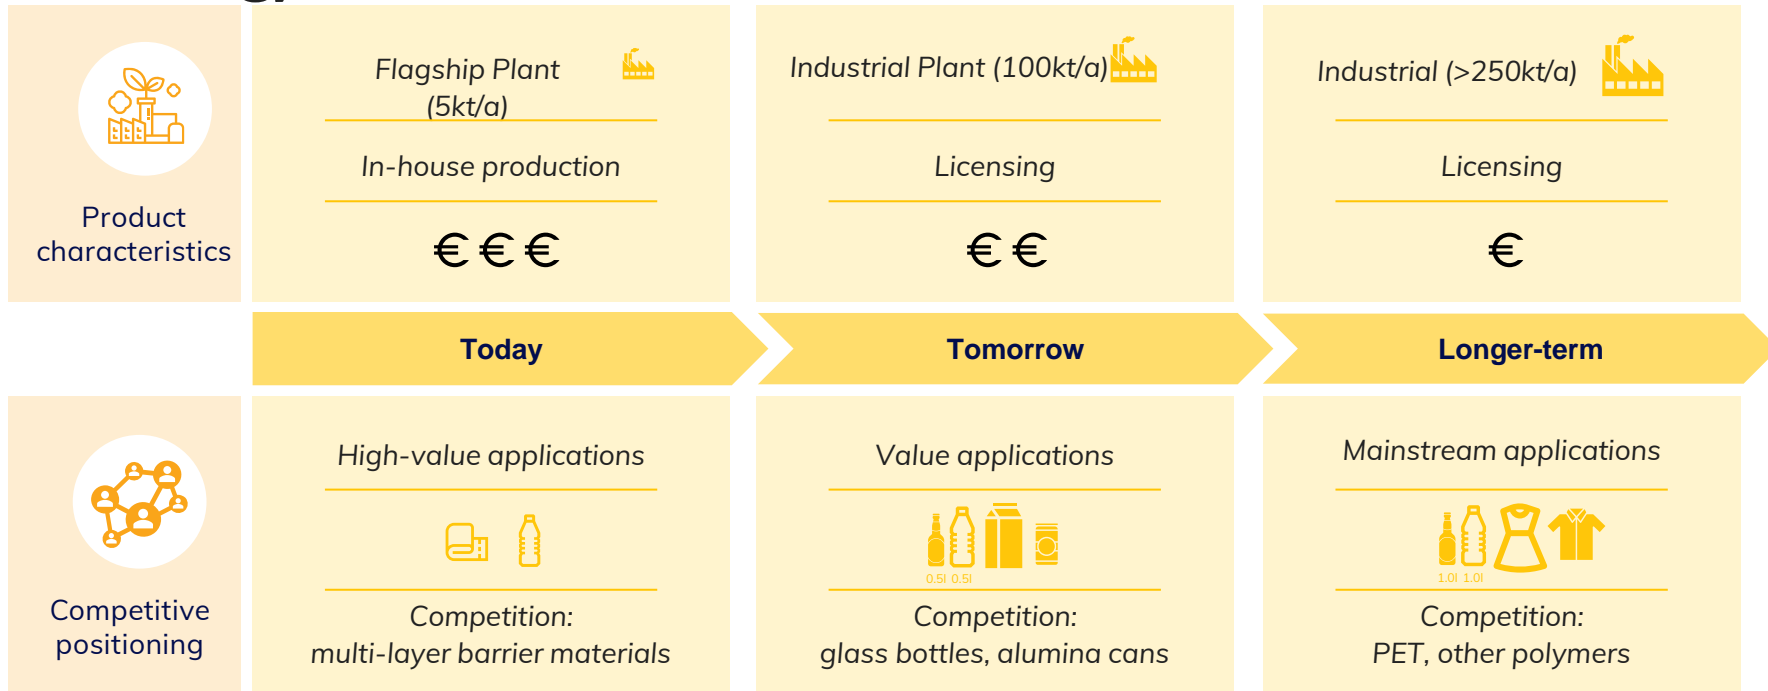 Product
characteristics
Flagship Plant
(5kt/a)
In-house production
€ € €
Industrial Plant (100kt/a)
Licensing
€ €
Industrial (>250kt/a)
Licensing
€
Today
Tomorrow
Longer-term
Competitive
positioning
High-value applications
Competition:
multi-layer barrier materials
Value applications
0.5l 0.5l
Competition:
glass bottles, alumina cans
Mainstream applications
1.0l 1.0l
Competition:
PET, other polymers